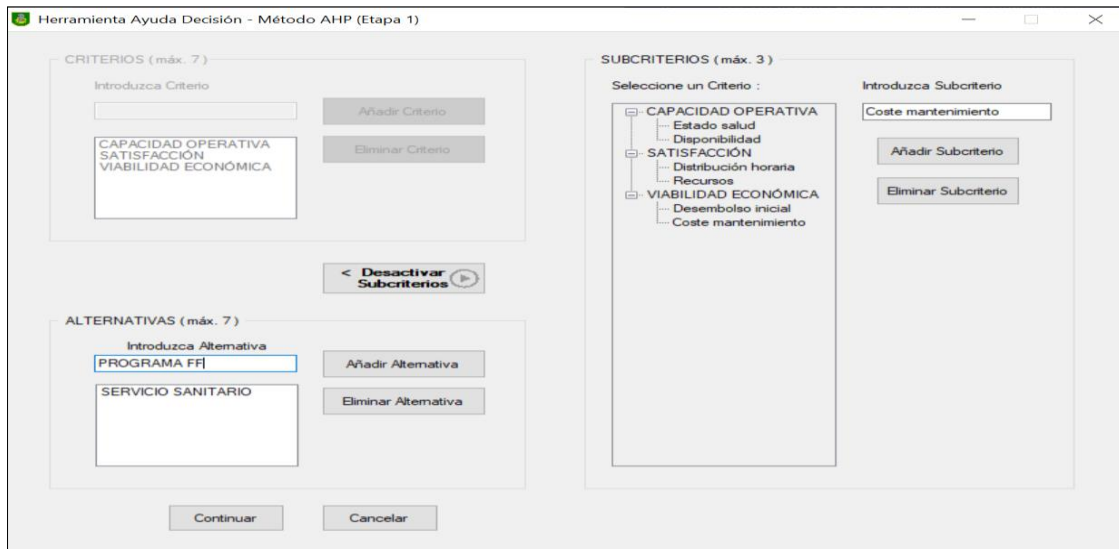 Herramienta Ayuda Decisión - Método AHP (Etapa 1)
CRITERIOS (máx. 7)
Introduzca Criterio
Añadir Criterio
CAPACIDAD OPERATIVA
SATISFACCIÓN
VIABILIDAD ECONÓMICA
Eliminar Criterio
< Desactivar
Subcriterios
ALTERNATIVAS (máx. 7)
Introduzca Alternativa
PROGRAMA FF
Añadir Alternativa
SERVICIO SANITARIO
Eliminar Alternativa
Continuar
Cancelar
SUBCRITERIOS (máx. 3)
Seleccione un Criterio :
CAPACIDAD OPERATIVA
Estado salud
Disponibilidad
SATISFACCIÓN
Distribución horaria
Recursos
VIABILIDAD ECONÓMICA
Desembolso inicial
Coste mantenimiento
Introduzca Subcriterio
Coste mantenimiento
Añadir Subcriterio
Eliminar Subcriterio